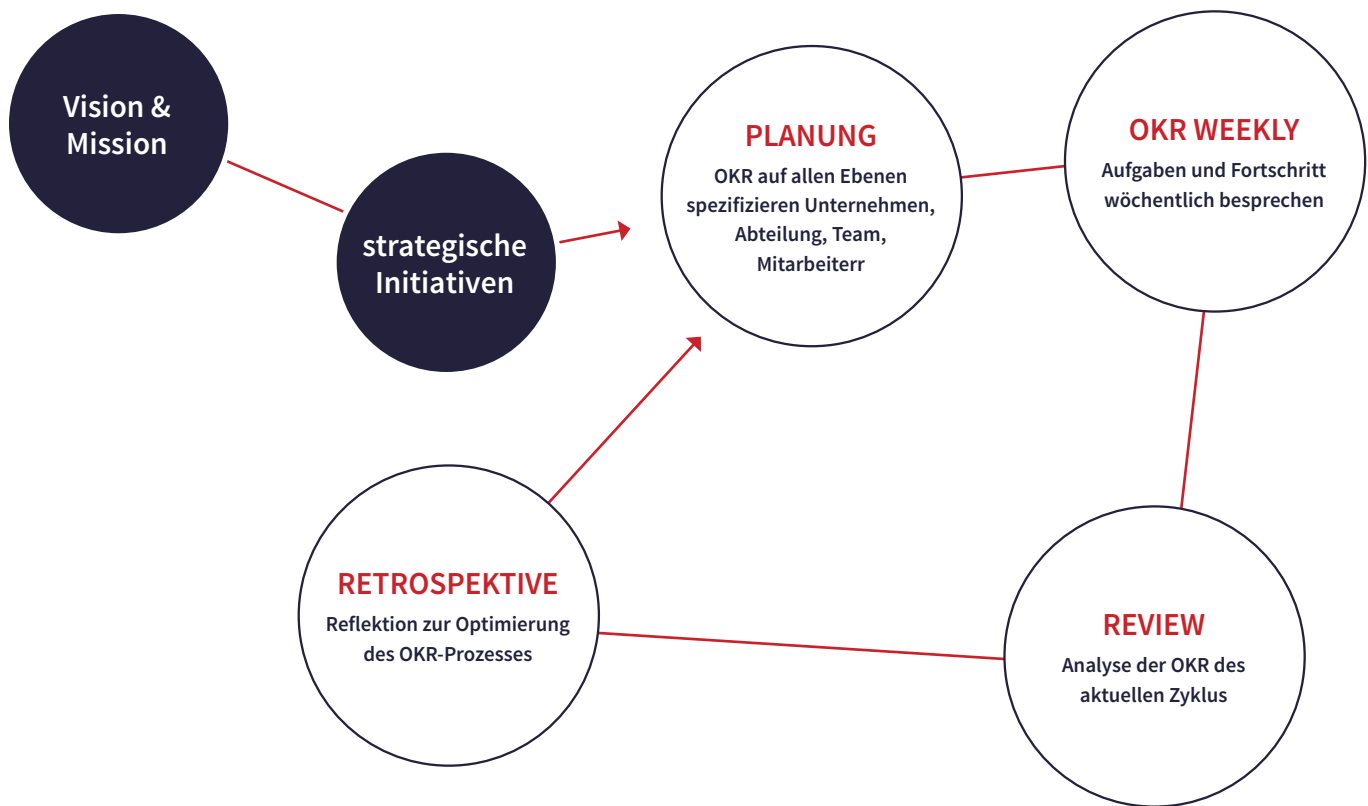 Vision &
Mission
strategische
Initiativen
PLANUNG
OKR auf allen Ebenen
spezifizieren Unternehmen,
Abteilung, Team,
Mitarbeiterr
OKR WEEKLY
Aufgaben und Fortschritt
wöchentlich besprechen
RETROSPEKTIVE
Reflektion zur Optimierung
des OKR-Prozesses
REVIEW
Analyse der OKR des
aktuellen Zyklus